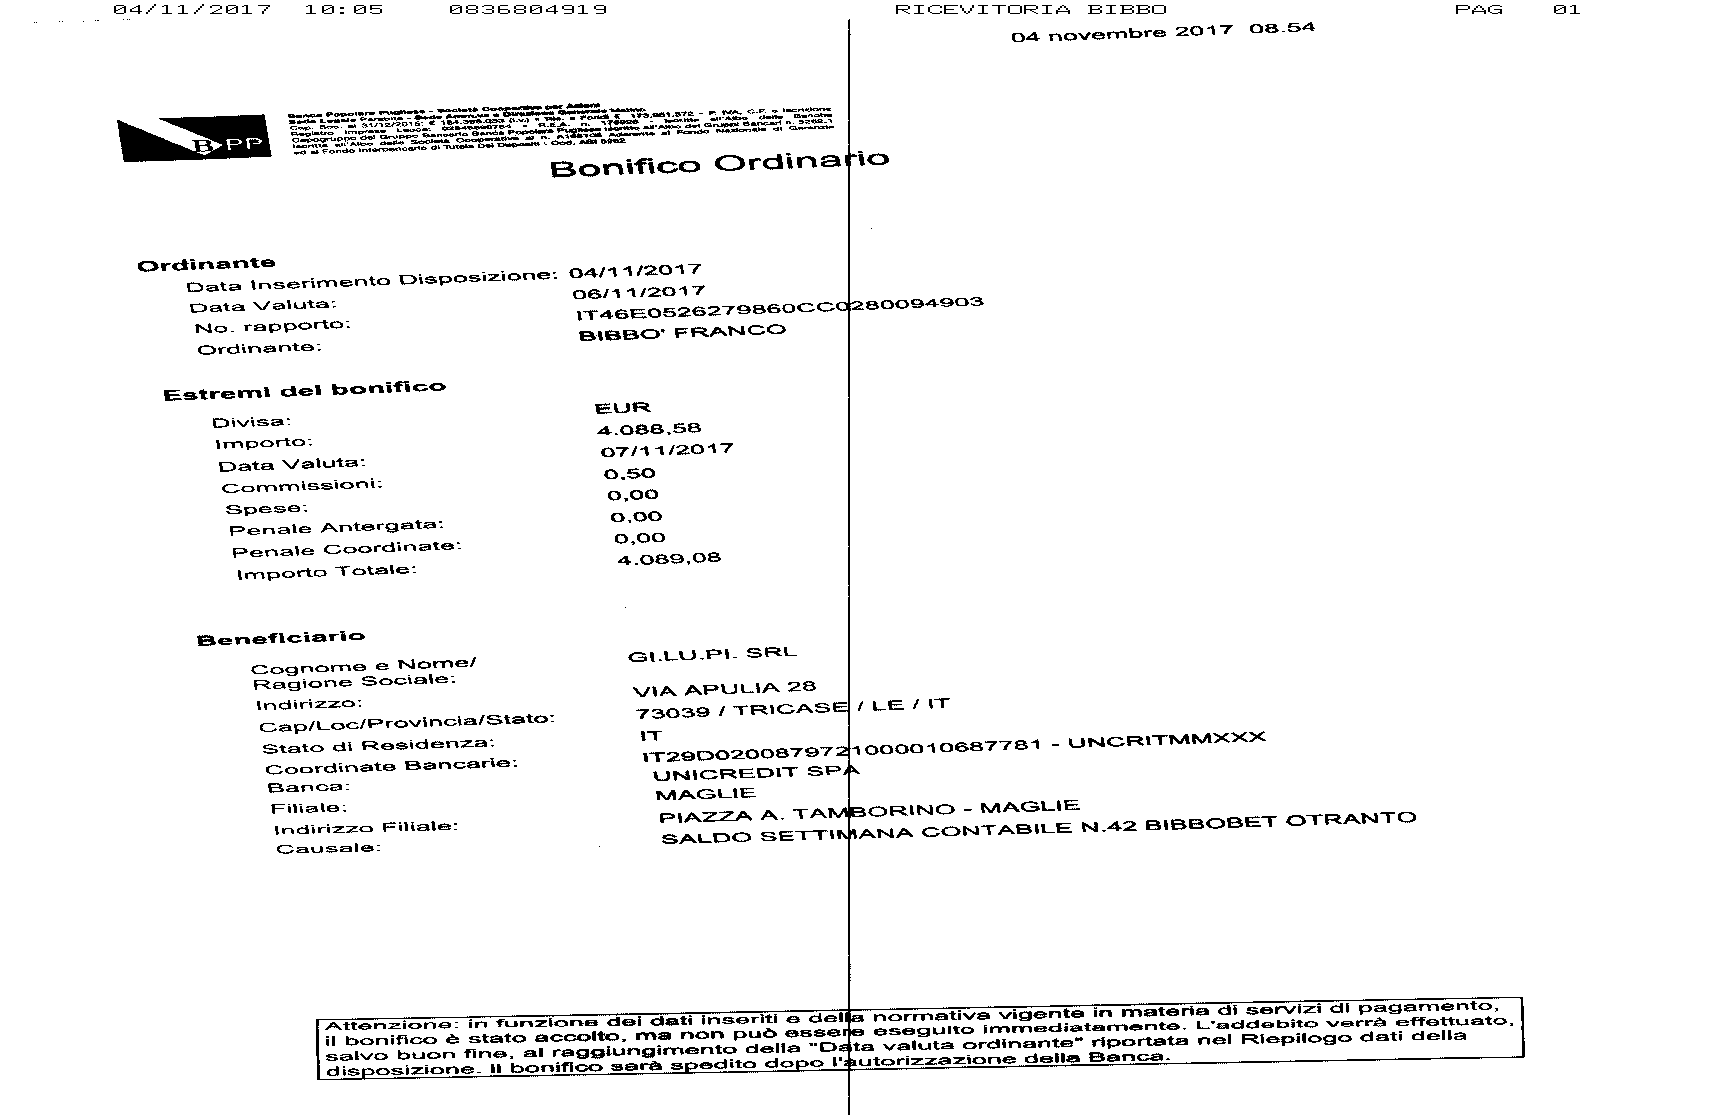 04/11/2017 10:05 0836804919 RICEVITORIA BIBBO PAG 01
04 novembre 2017 08.54
BPP
Banca Popolare Pugliese - Società Cooperativa per Azioni
Sede Legale Parabita - Sede Amm.va e Direzione Generale Matino
Bonifico Ordinario
Ordinante
Data Inserimento Disposizione: 04/11/2017
Data Valuta: 06/11/2017
No. rapporto: IT46E0526279860CC0280094903
Ordinante: BIBBO' FRANCO
Estremi del bonifico
Divisa: EUR
Importo: 4.088,58
Data Valuta: 07/11/2017
Commissioni: 0,50
Spese: 0,00
Penale Antergata: 0,00
Penale Coordinate: 0,00
Importo Totale: 4.089,08
Beneficiario
Cognome e Nome/ GI.LU.PI. SRL
Ragione Sociale:
Indirizzo: VIA APULIA 28
Cap/Loc/Provincia/Stato: 73039 / TRICASE / LE / IT
Stato di Residenza: IT
Coordinate Bancarie: IT29D0200879721000010687781 - UNCRITMMXXX
Banca: UNICREDIT SPA
Filiale: MAGLIE
Indirizzo Filiale: PIAZZA A. TAMBORINO - MAGLIE
Causale: SALDO SETTIMANA CONTABILE N.42 BIBBOBET OTRANTO
Attenzione: in funzione dei dati inseriti e della normativa vigente in materia di servizi di pagamento,
il bonifico è stato accolto, ma non può essere eseguito immediatamente. L'addebito verrà effettuato,
salvo buon fine, al raggiungimento della "Data valuta ordinante" riportata nel Riepilogo dati della
disposizione. Il bonifico sarà spedito dopo l'autorizzazione della Banca.